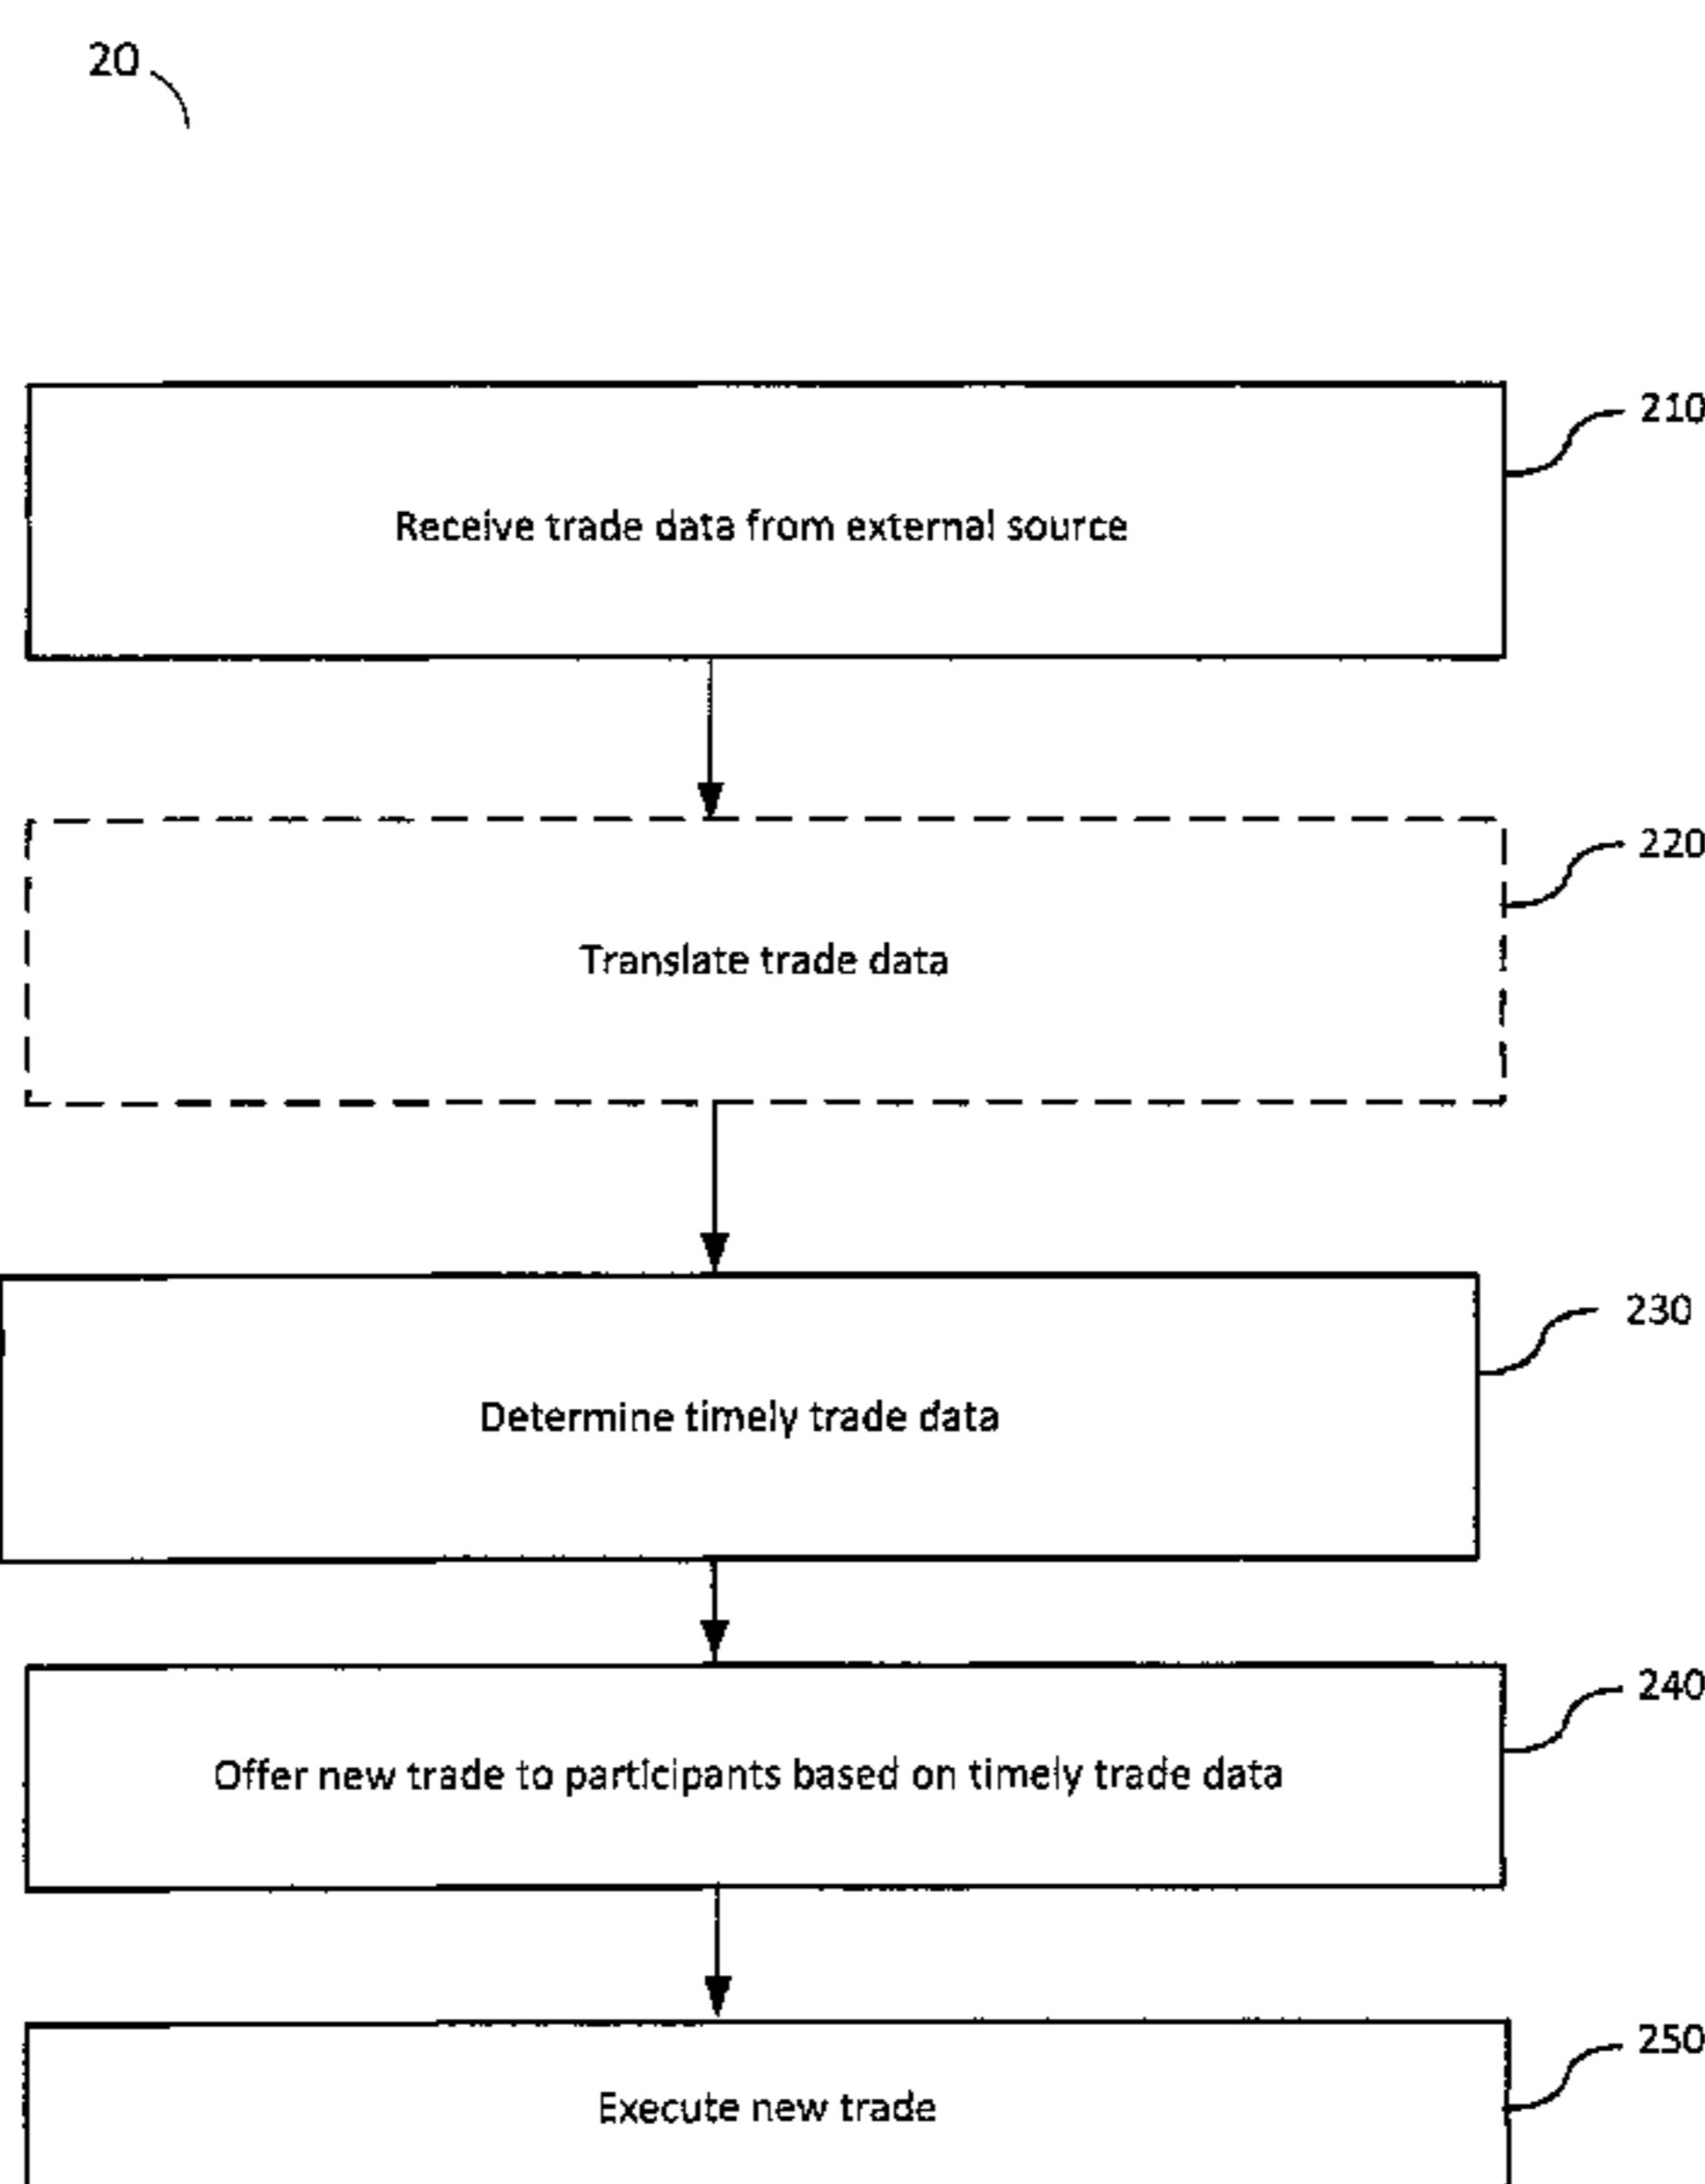 20
210
Receive trade data from external source
220
Translate trade data
230
Determine timely trade data
240
Offer new trade to participants based on timely trade data
250
Execute new trade